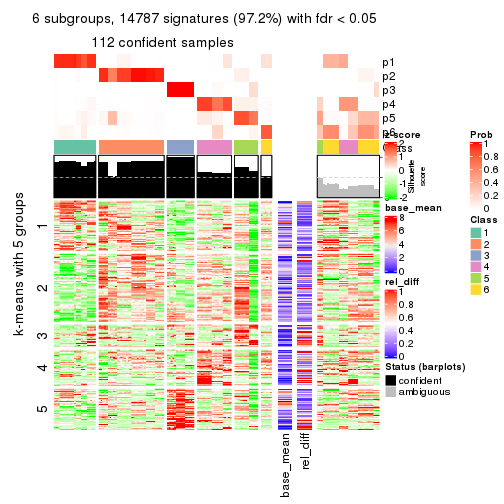 6 subgroups, 14787 signatures (97.2%) with fdr < 0.05
112 confident samples
p1
p2
p3
p4
p5
p6
Class
Silhouette
score
k-means with 5 groups
1
2
3
4
5
base_mean
rel_diff
z-score
2
1
0
-1
-2
base_mean
8
6
4
2
0
rel_diff
1
0.8
0.6
0.4
0.2
0
Status (barplots)
confident
ambiguous
Prob
1
0.8
0.6
0.4
0.2
0
Class
1
2
3
4
5
6